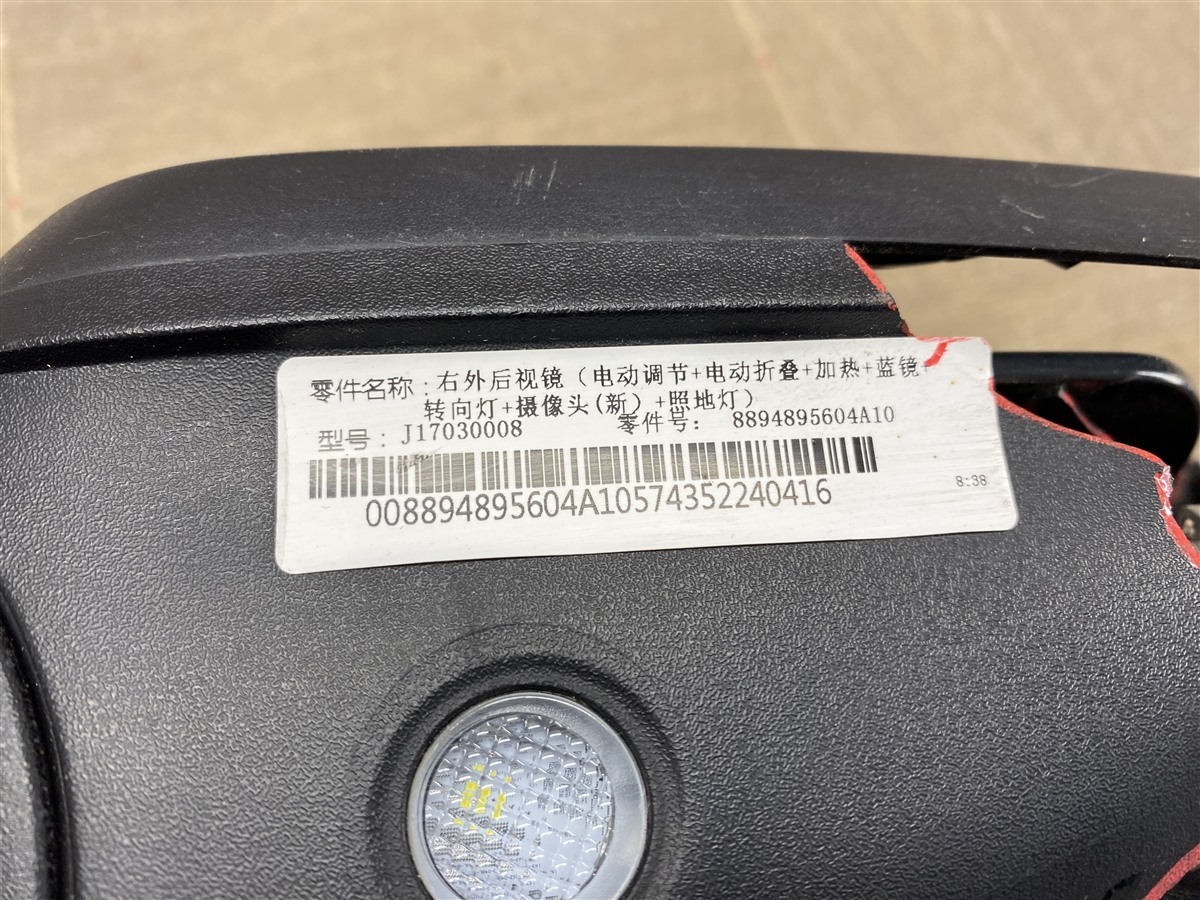 零件名称：右外后视镜（电动调节+电动折叠+加热+蓝镜+
转向灯+摄像头(新）+照地灯）
型号：J17030008 零件号： 8894895604A10
008894895604A10574352240416
8:38